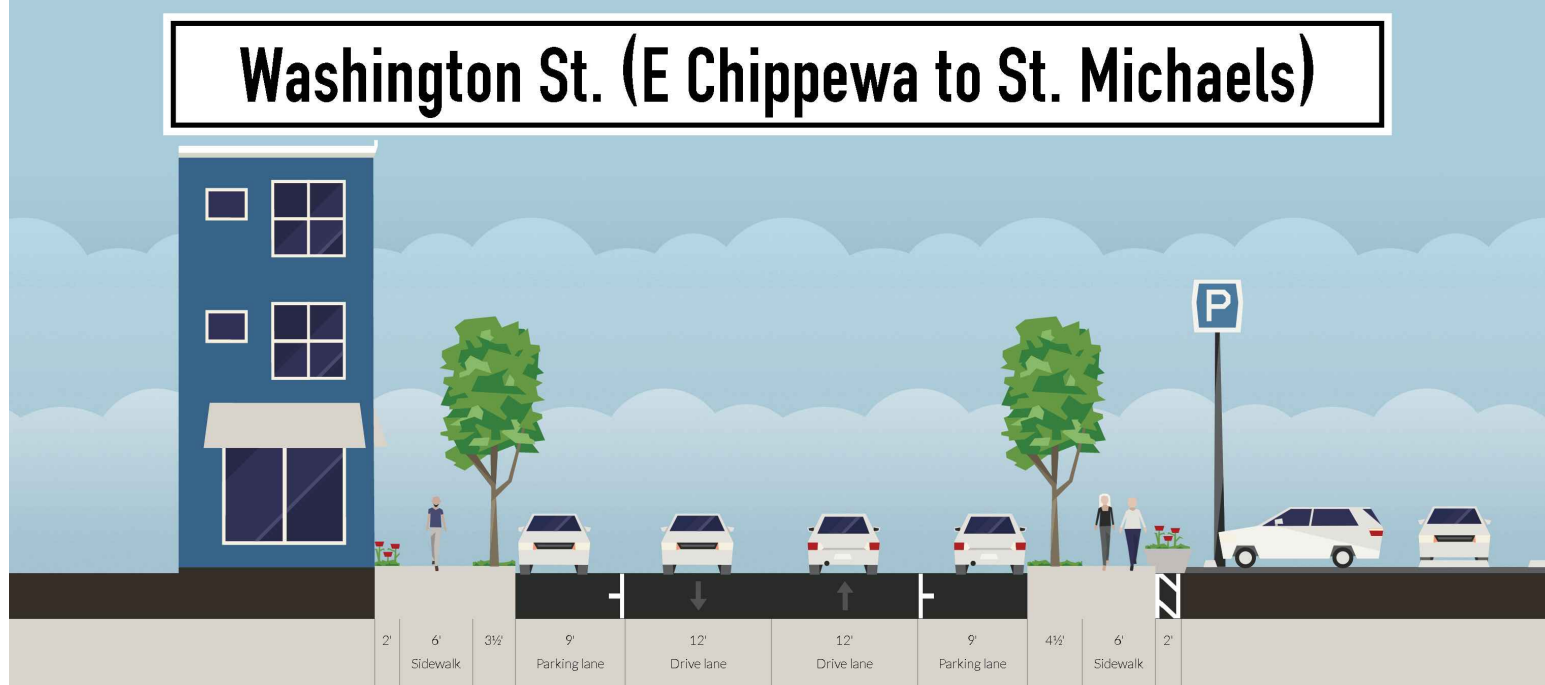 Washington St. (E Chippewa to St. Michaels)
P
2' 6' 3½' 9' 12' 12' 9' 4½' 6' 2'
Sidewalk Parking lane Drive lane Drive lane Parking lane Sidewalk